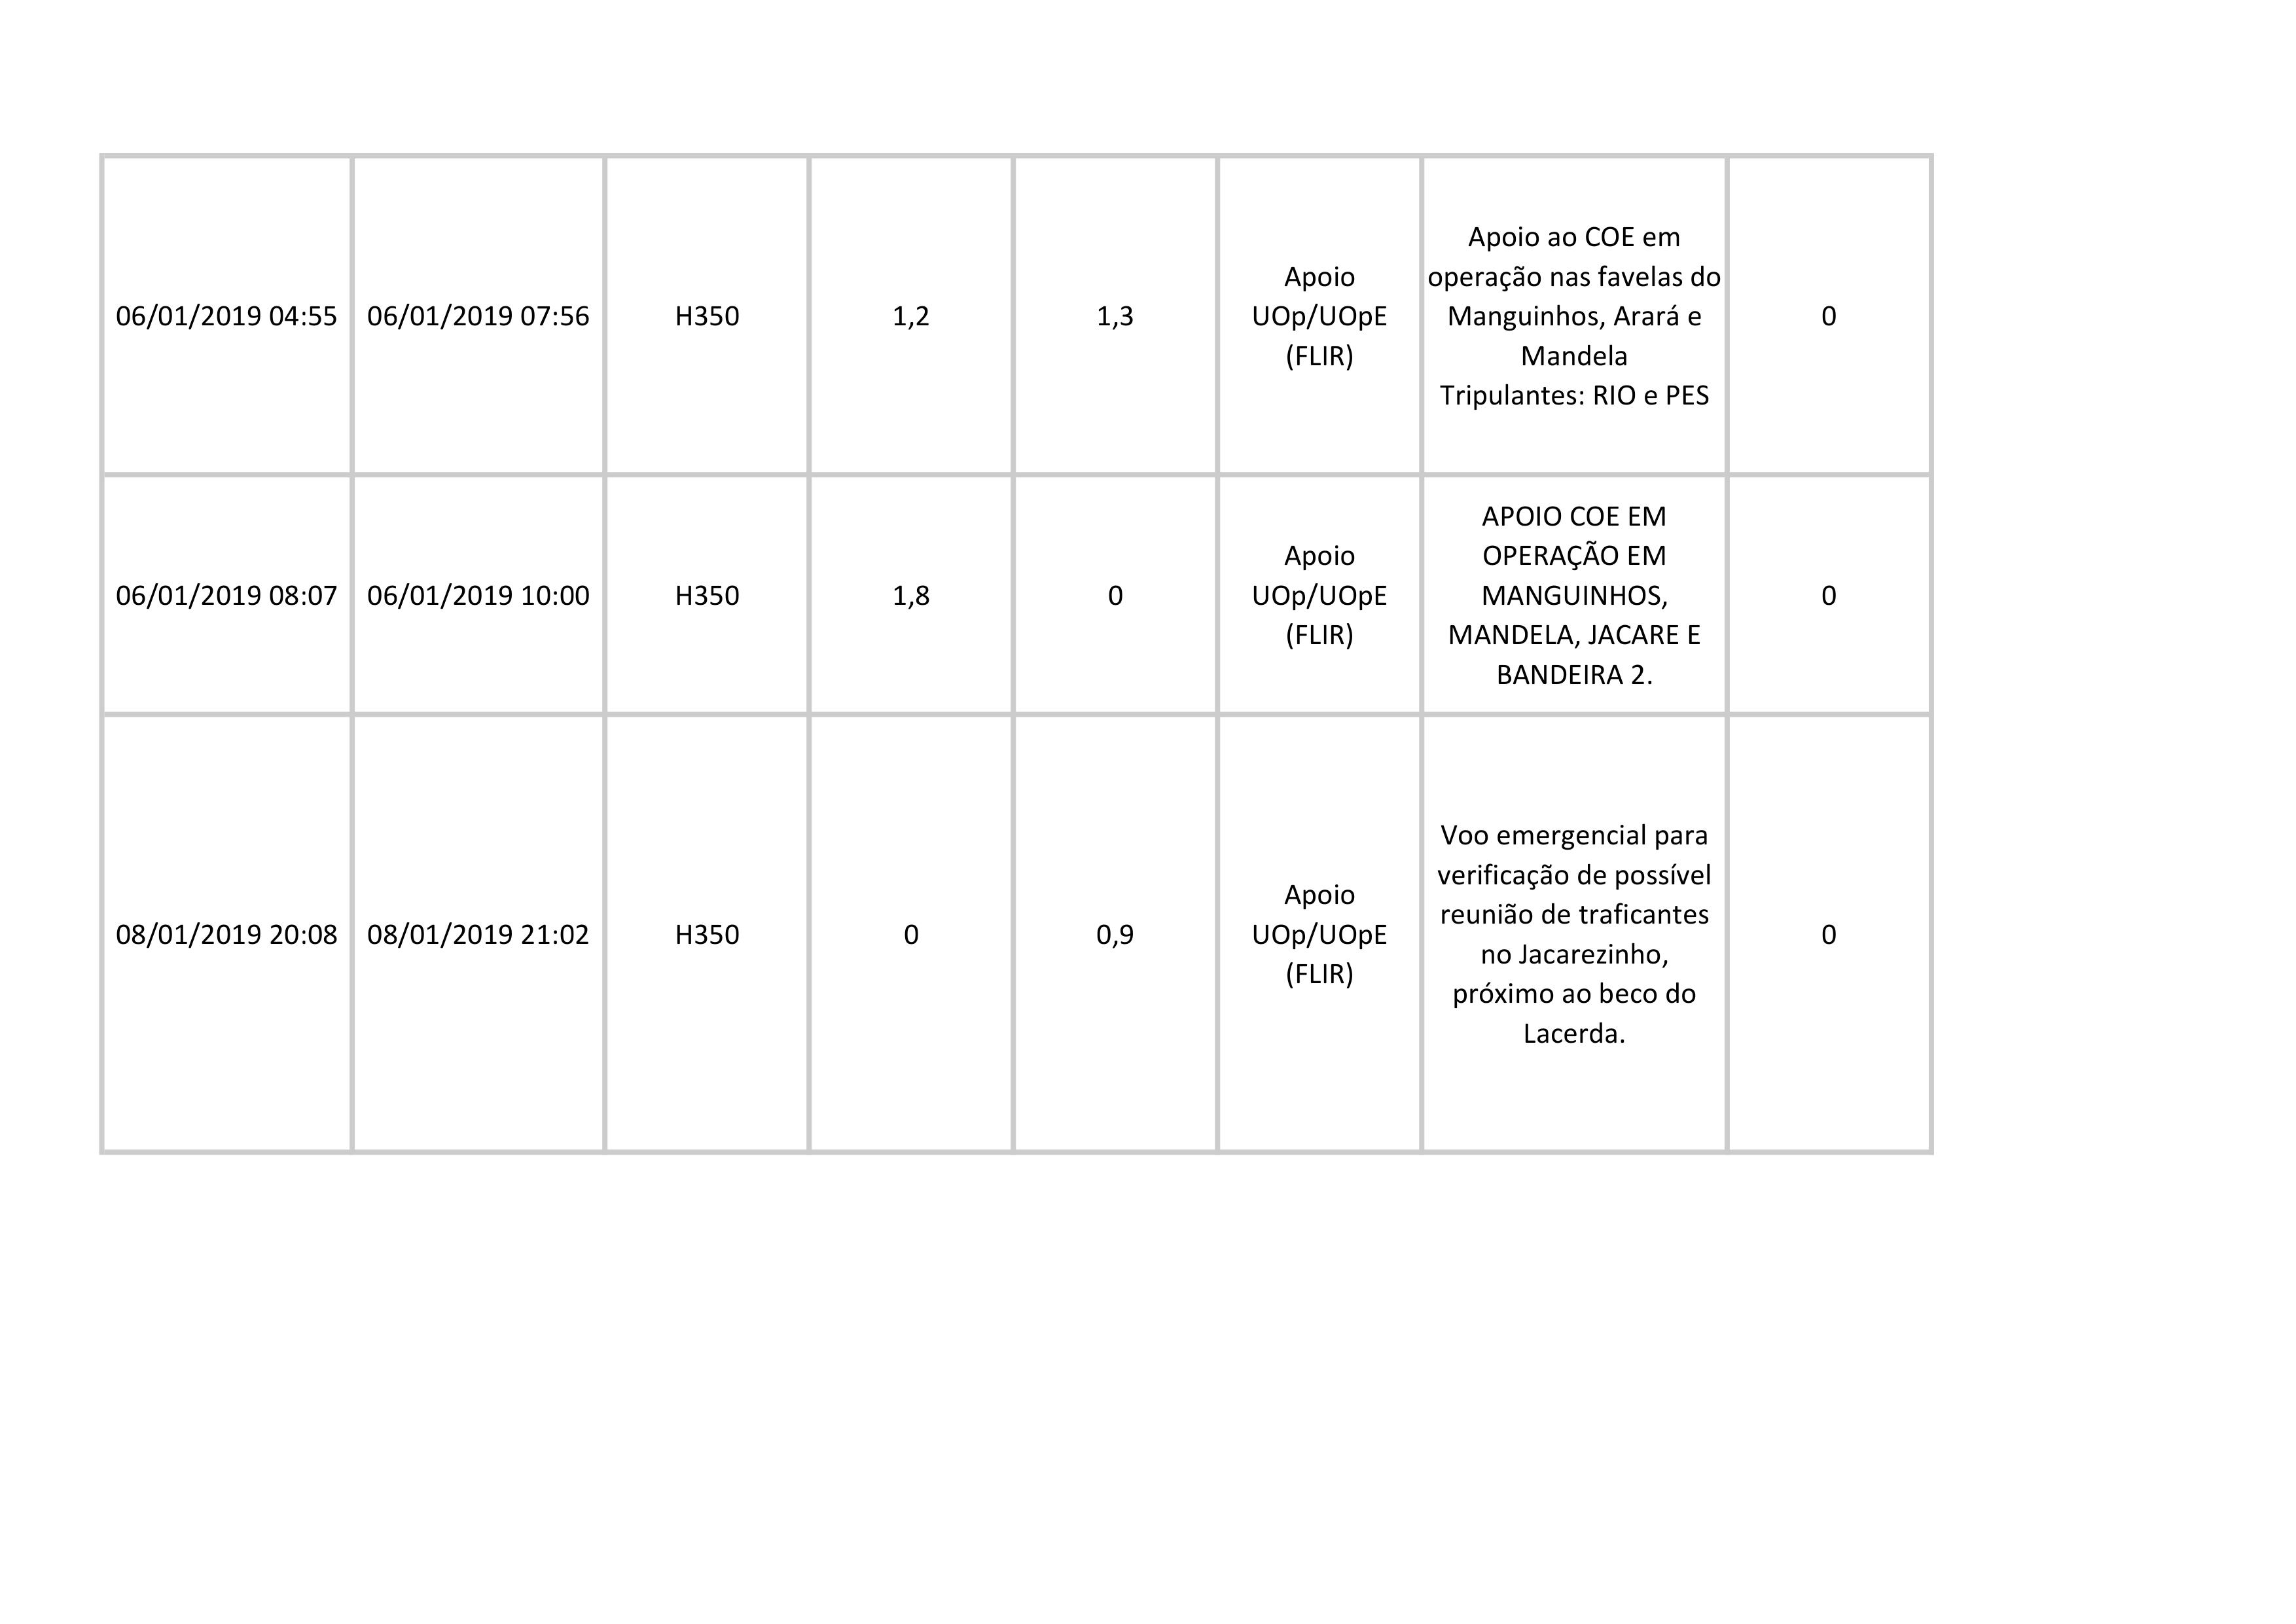 06/01/2019 04:55
06/01/2019 07:56
H350
1,2
1,3
Apoio
UOp/UOpE
(FLIR)
Apoio ao COE em
operação nas favelas do
Manguinhos, Arará e
Mandela
Tripulantes: RIO e PES
0
06/01/2019 08:07
06/01/2019 10:00
H350
1,8
0
Apoio
UOp/UOpE
(FLIR)
APOIO COE EM
OPERAÇÃO EM
MANGUINHOS,
MANDELA, JACARE E
BANDEIRA 2.
0
08/01/2019 20:08
08/01/2019 21:02
H350
0
0,9
Apoio
UOp/UOpE
(FLIR)
Voo emergencial para
verificação de possível
reunião de traficantes
no Jacarezinho,
próximo ao beco do
Lacerda.
0